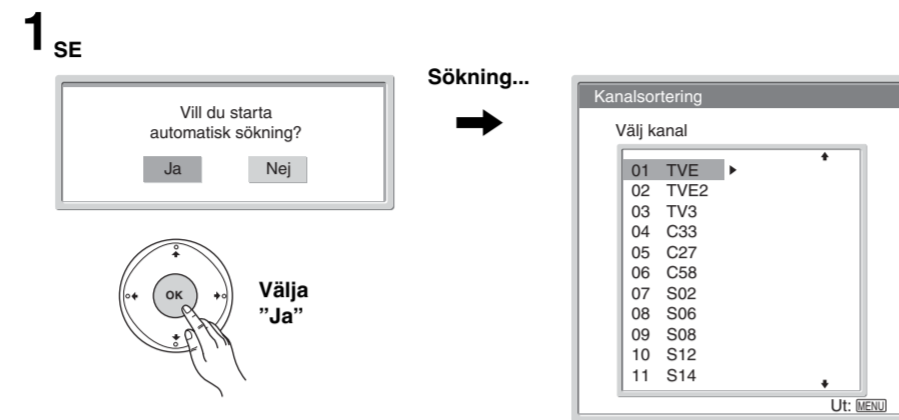 1 SE
Vill du starta
automatisk sökning?
Ja Nej
OK
Välja
”Ja”
Sökning...
Kanalsortering
Välj kanal
01 TVE
02 TVE2
03 TV3
04 C33
05 C27
06 C58
07 S02
08 S06
09 S08
10 S12
11 S14
Ut: MENU